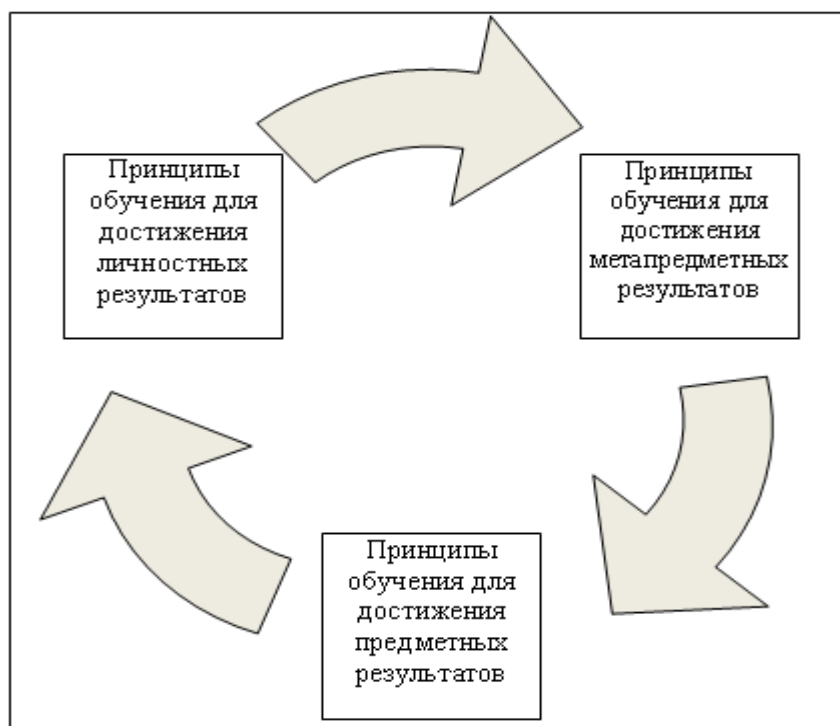 Принципы
обучения для
достижения
личностных
результатов
Принципы
обучения для
достижения
метапредметных
результатов
Принципы
обучения для
достижения
предметных
результатов